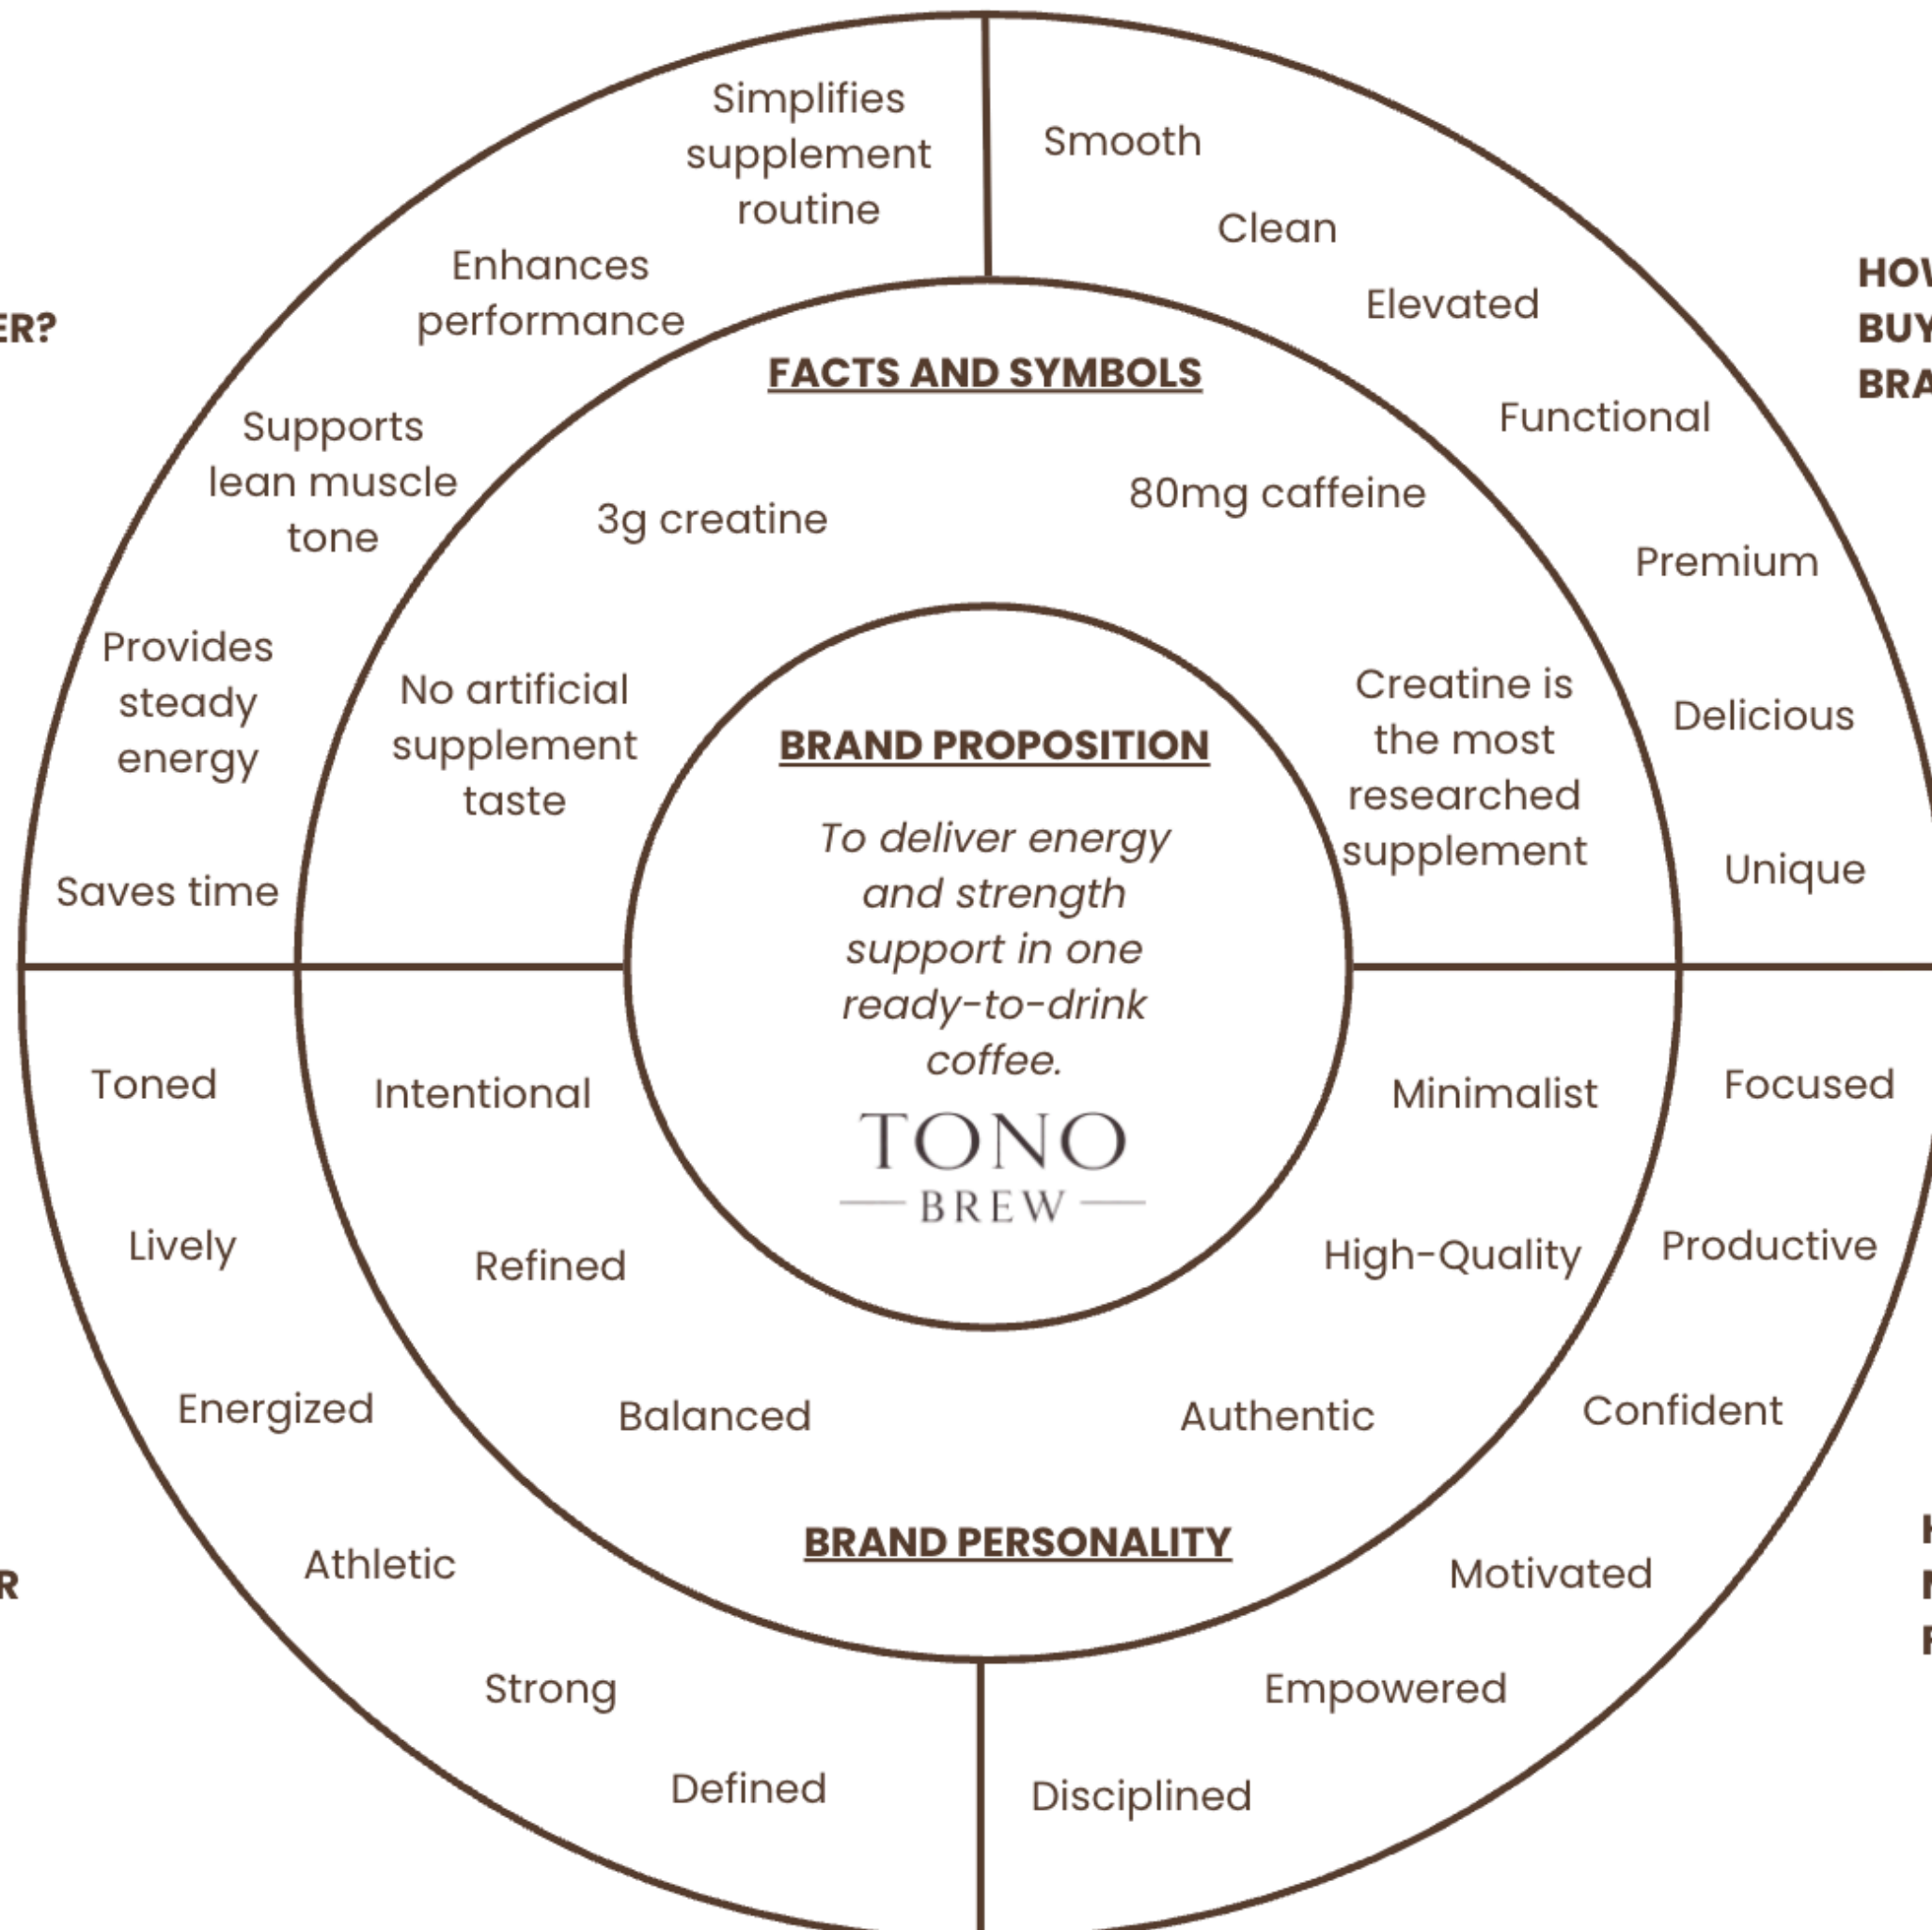 Simplifies
supplement
routine
Enhances
performance
Supports
lean muscle
tone
Provides
steady
energy
Saves time
Smooth
Clean
Elevated
Functional
Premium
Delicious
Unique
ER?
HOW
BUY
BRA
FACTS AND SYMBOLS
3g creatine
80mg caffeine
No artificial
supplement
taste
Creatine is
the most
researched
supplement
BRAND PROPOSITION
To deliver energy
and strength
support in one
ready-to-drink
coffee.
TONO
BREW
Intentional
Refined
Balanced
Minimalist
High-Quality
Authentic
BRAND PERSONALITY
Toned
Lively
Energized
Athletic
Strong
Defined
Focused
Productive
Confident
Motivated
Empowered
Disciplined
R